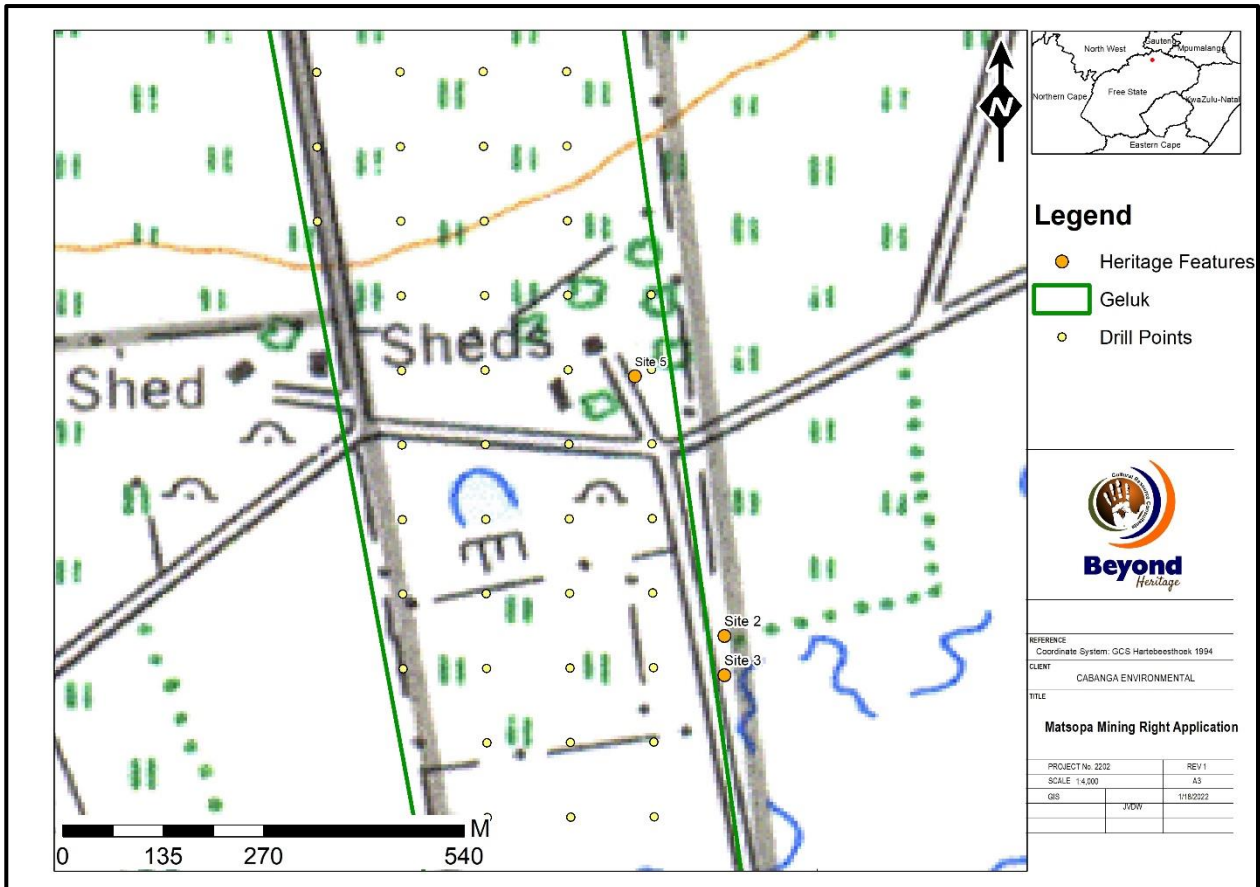 North West
Gauteng
Mpumalanga
Northern Cape
Free State
KwaZulu-Natal
Eastern Cape
N
Legend
Heritage Features
Geluk
Drill Points
Sheds
Shed
Site 5
Site 2
Site 3
M
0 135 270 540
Cultural Resource Consultants
Beyond
Heritage
REFERENCE
Coordinate System: GCS Hartebeesthoek 1994
CLIENT
CABANGA ENVIRONMENTAL
TITLE
Matsopa Mining Right Application
PROJECT No. 2202 REV 1
SCALE 1:4,000 A3
GIS JVDW 1/18/2022